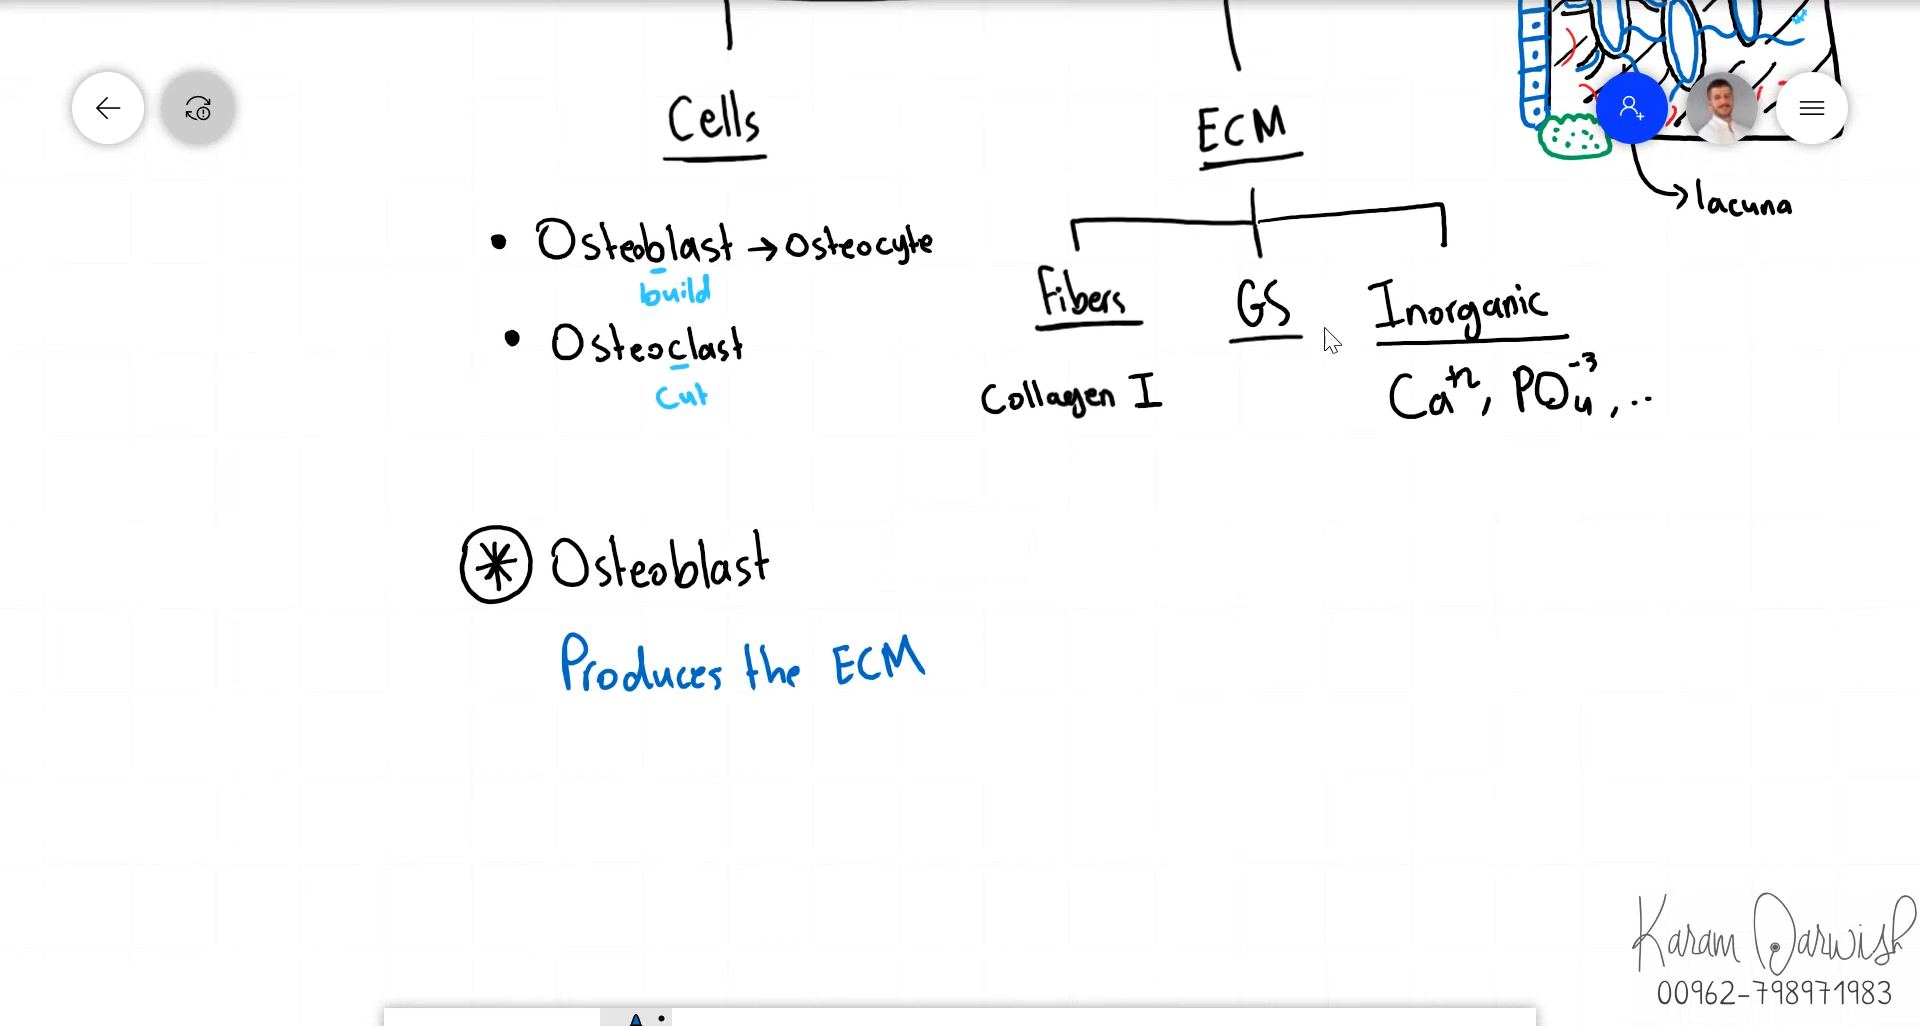 Cells
ECM
lacuna
• Osteoblast → Osteocyte
build
• Osteoclast
cut
Fibers
GS
Inorganic
Collagen I
Ca⁺², PO₄⁻³, ..
* Osteoblast
Produces the ECM
Karam Darwish
00962-798971983